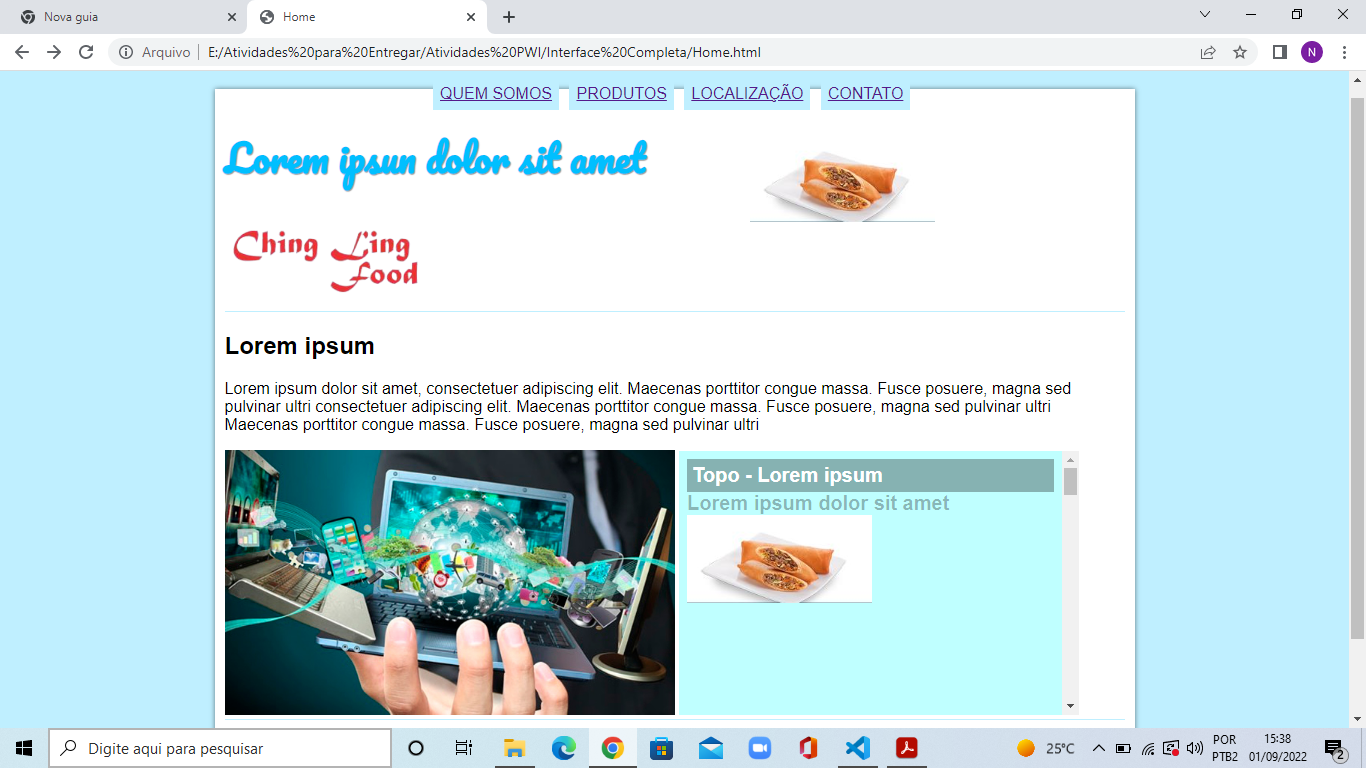 Nova guia
Home
Arquivo
E:/Atividades%20para%20Entregar/Atividades%20PWI/Interface%20Completa/Home.html
N
QUEM SOMOS PRODUTOS LOCALIZAÇÃO CONTATO
Lorem ipsun dolor sit amet
Ching Ling
Food
Lorem ipsum
Lorem ipsum dolor sit amet, consectetuer adipiscing elit. Maecenas porttitor congue massa. Fusce posuere, magna sed
pulvinar ultri consectetuer adipiscing elit. Maecenas porttitor congue massa. Fusce posuere, magna sed pulvinar ultri
Maecenas porttitor congue massa. Fusce posuere, magna sed pulvinar ultri
Topo - Lorem ipsum
Lorem ipsum dolor sit amet
Digite aqui para pesquisar
25°C
POR
PTB2
15:38
01/09/2022
2